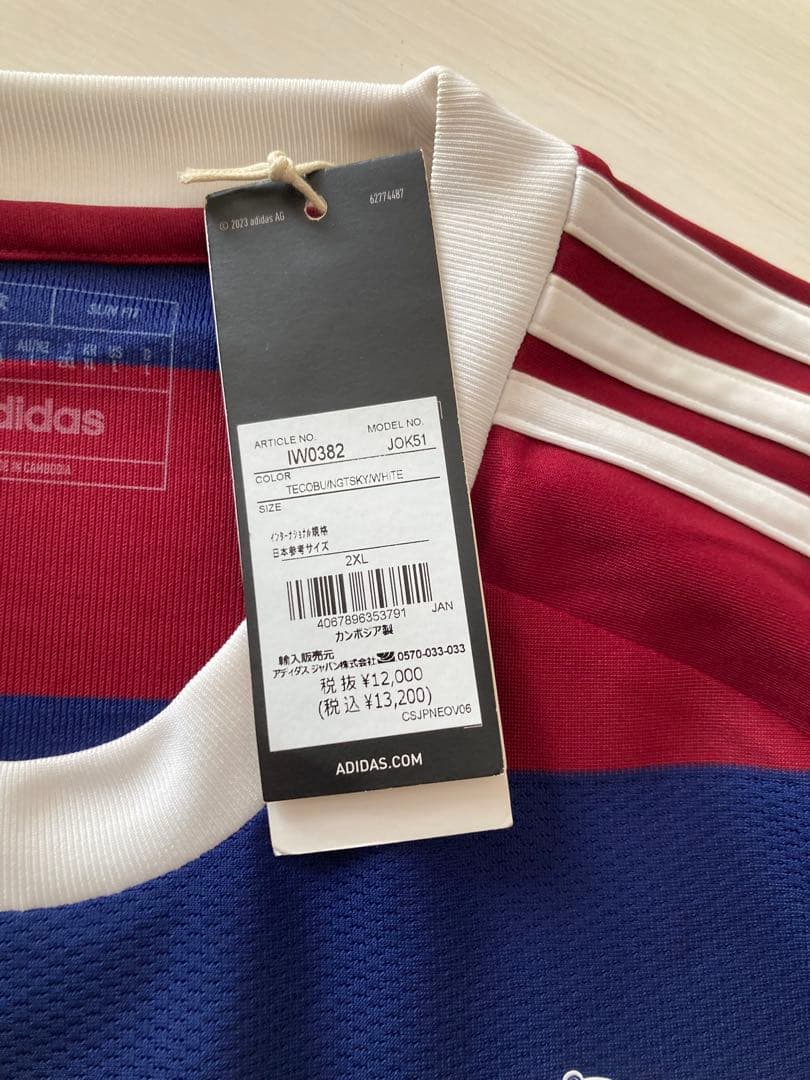 62774487
© 2023 adidas AG
SLIM FIT
didas
DE IN CAMBODIA
ARTICLE NO.
MODEL NO.
IW0382
JOK51
COLOR
TECOBU/NGTSKY/WHITE
SIZE
インターナショナル規格
日本参考サイズ
2XL
4067896353791
JAN
カンボジア製
輸入販売元
アディダス ジャパン株式会社 0570-033-033
税抜 ¥12,000
(税込 ¥13,200)
CSJPNEOV06
ADIDAS.COM